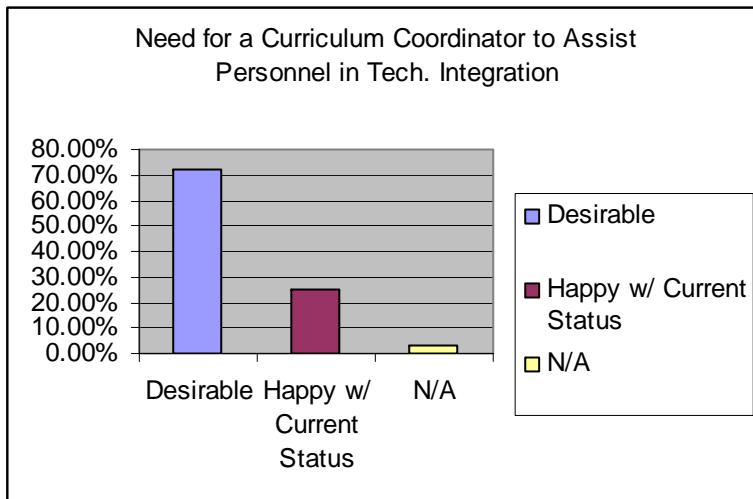 Need for a Curriculum Coordinator to Assist
Personnel in Tech. Integration
80.00%
70.00%
60.00%
50.00%
40.00%
30.00%
20.00%
10.00%
0.00%
Desirable
Happy w/
Current
Status
N/A
Desirable
Happy w/ Current
Status
N/A